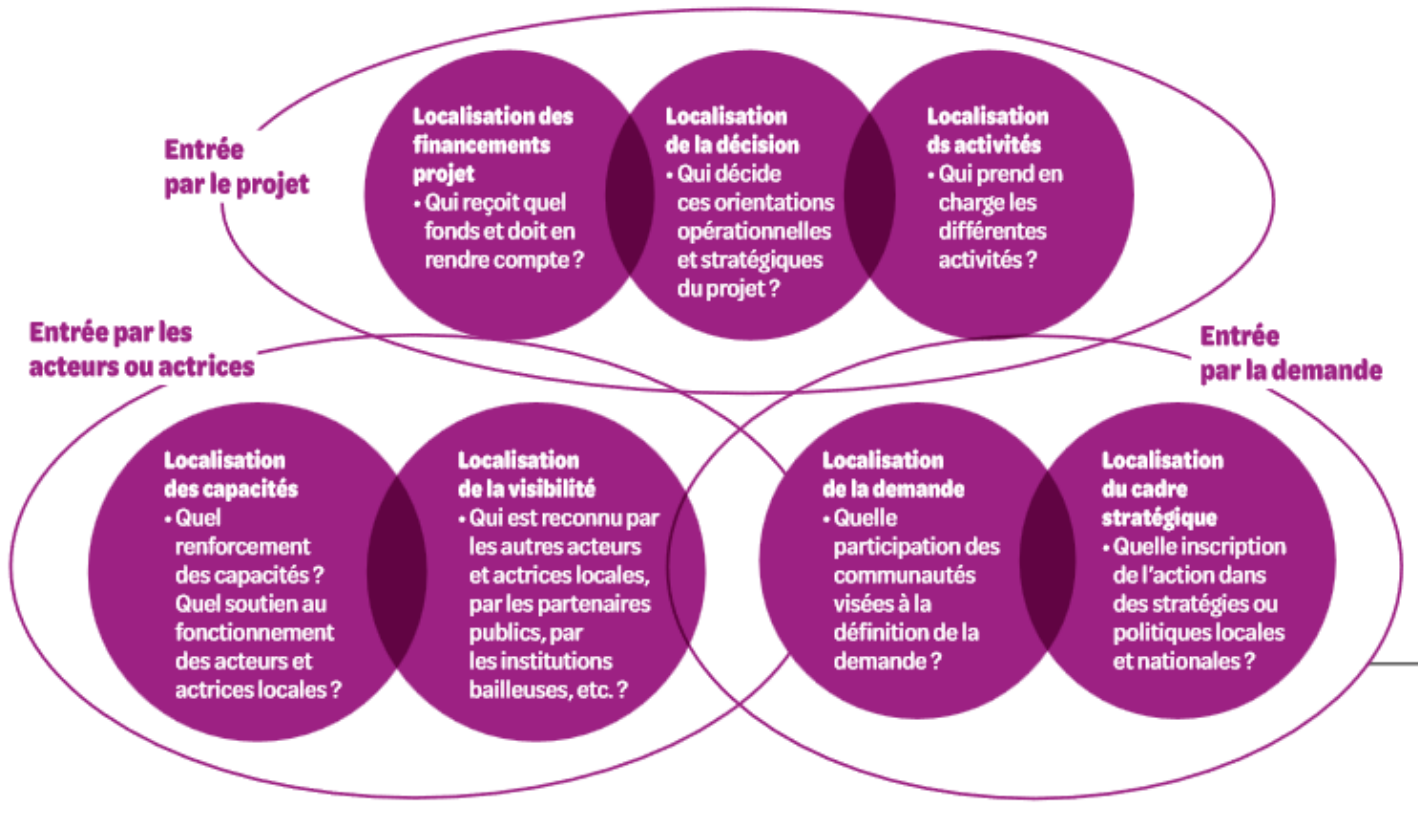 Entrée
par le projet
Localisation des
financements
projet
• Qui reçoit quel
fonds et doit en
rendre compte ?
Localisation
de la décision
• Qui décide
ces orientations
opérationnelles
et stratégiques
du projet ?
Localisation
ds activités
• Qui prend en
charge les
différentes
activités ?
Entrée par les
acteurs ou actrices
Localisation
des capacités
• Quel
renforcement
des capacités ?
Quel soutien au
fonctionnement
des acteurs et
actrices locales ?
Localisation
de la visibilité
• Qui est reconnu par
les autres acteurs
et actrices locales,
par les partenaires
publics, par
les institutions
bailleuses, etc. ?
Entrée
par la demande
Localisation
de la demande
• Quelle
participation des
communautés
visées à la
définition de la
demande ?
Localisation
du cadre
stratégique
• Quelle inscription
de l'action dans
des stratégies ou
politiques locales
et nationales ?